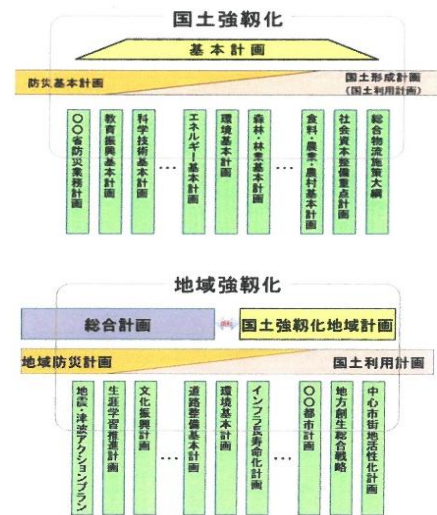 国土強靱化
基本計画
防災基本計画
国土形成計画
(国土利用計画)
〇〇省防災業務計画
教育振興基本計画
科学技術基本計画
…
エネルギー基本計画
環境基本計画
森林・林業基本計画
…
食料・農業・農村基本計画
社会資本整備重点計画
総合物流施策大綱
地域強靱化
総合計画
国土強靱化地域計画
地域防災計画
国土利用計画
地震・津波アクションプラン
生涯学習推進計画
文化振興計画
…
道路整備基本計画
環境基本計画
インフラ長寿命化計画
…
〇〇都市計画
地方創生総合戦略
中心市街地活性化計画